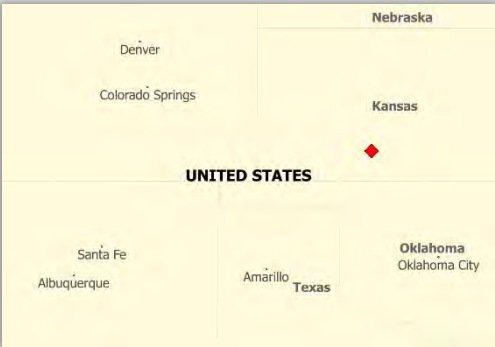 Nebraska
Denver
Colorado Springs
Kansas
UNITED STATES
Santa Fe
Oklahoma
Oklahoma City
Albuquerque
Amarillo
Texas